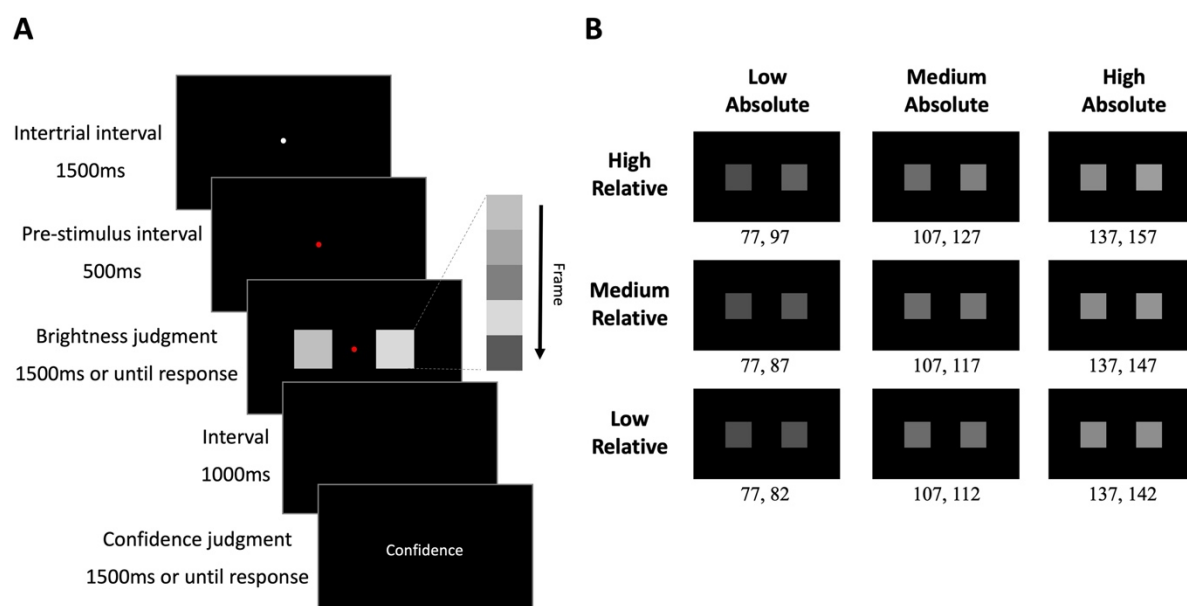 A
Intertrial interval
1500ms
Pre-stimulus interval
500ms
Brightness judgment
1500ms or until response
Frame
Interval
1000ms
Confidence judgment
1500ms or until response
Confidence
B
Low
Absolute
Medium
Absolute
High
Absolute
High
Relative
77, 97
107, 127
137, 157
Medium
Relative
77, 87
107, 117
137, 147
Low
Relative
77, 82
107, 112
137, 142